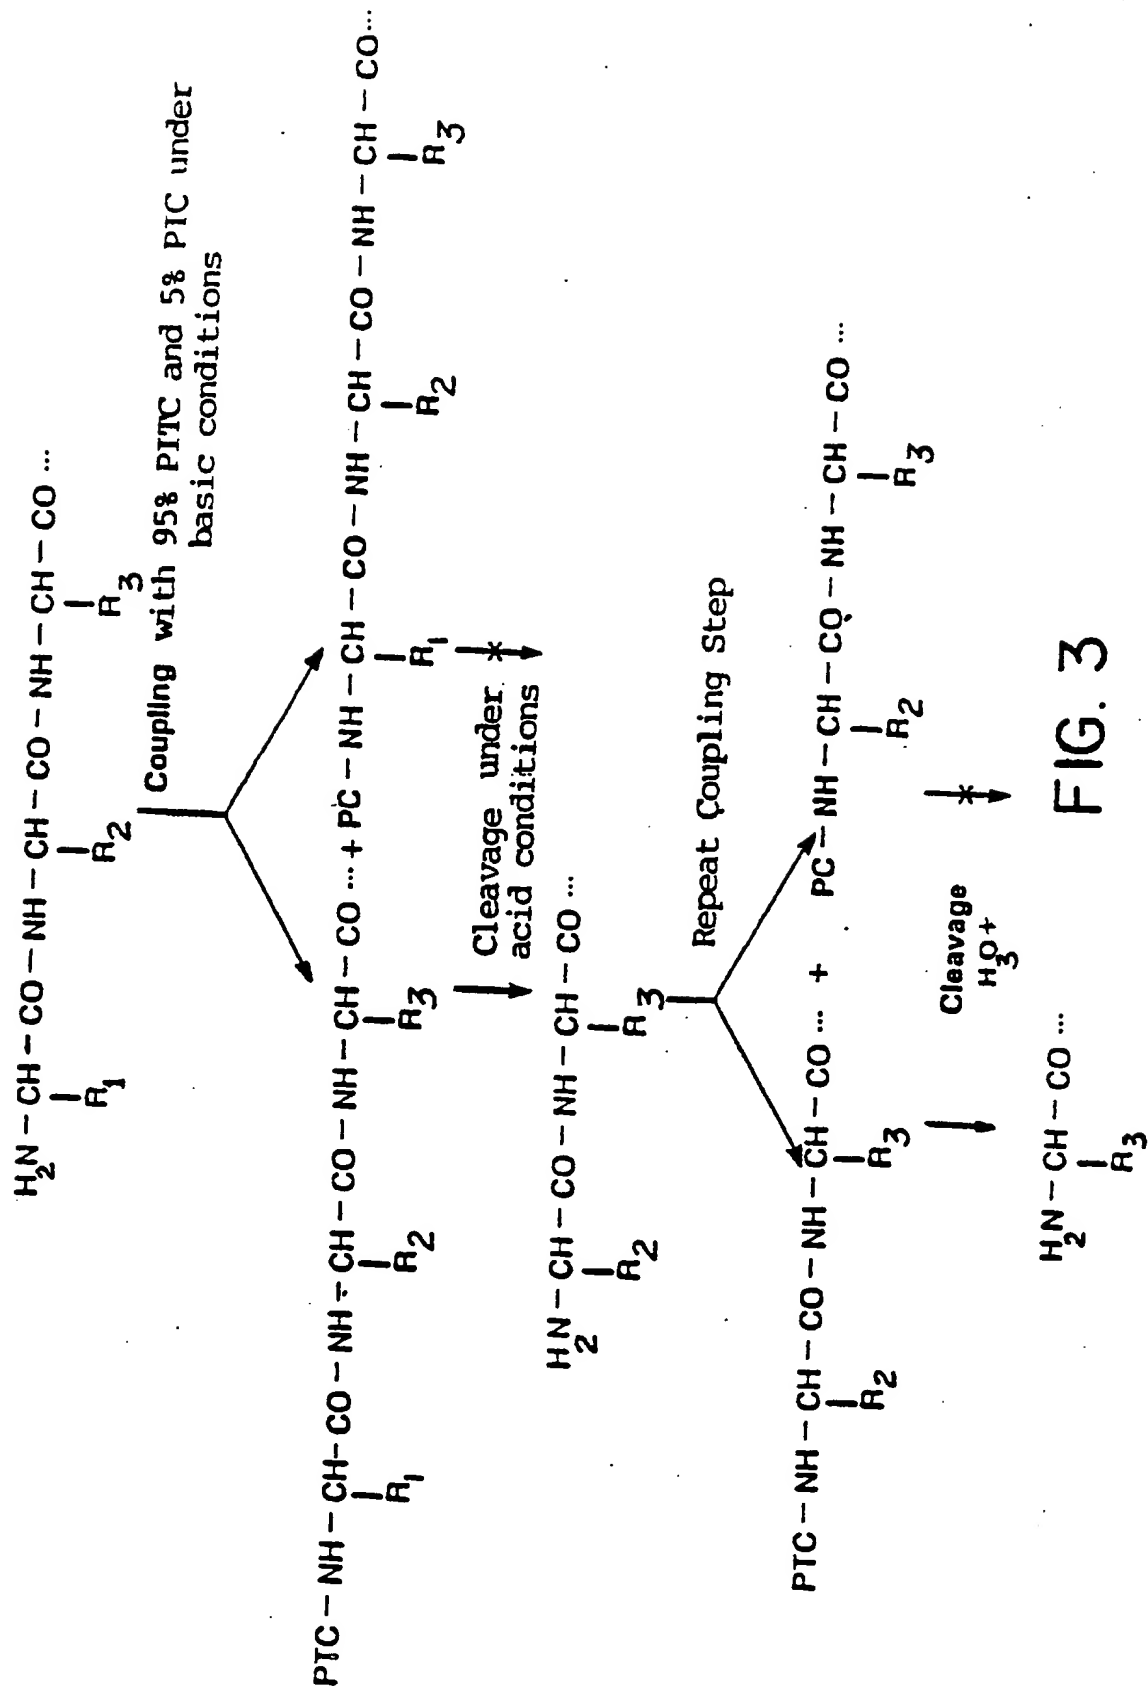 H2N – CH – CO – NH – CH – CO – NH – CH – CO ...
R1 R2 R3
Coupling with 95% PITC and 5% PIC under
basic conditions
PTC – NH – CH – CO – NH – CH – CO – NH – CH – CO ... + PC – NH – CH – CO – NH – CH – CO – NH – CH – CO...
R1 R2 R3 R1 R2 R3
Cleavage under
acid conditions
H2N – CH – CO – NH – CH – CO ...
R2 R3
Repeat Coupling Step
PTC – NH – CH – CO – NH – CH – CO ... + PC – NH – CH – CO – NH – CH – CO ...
R2 R3 R2 R3
Cleavage
H3O+
H2N – CH – CO ...
R3
FIG. 3